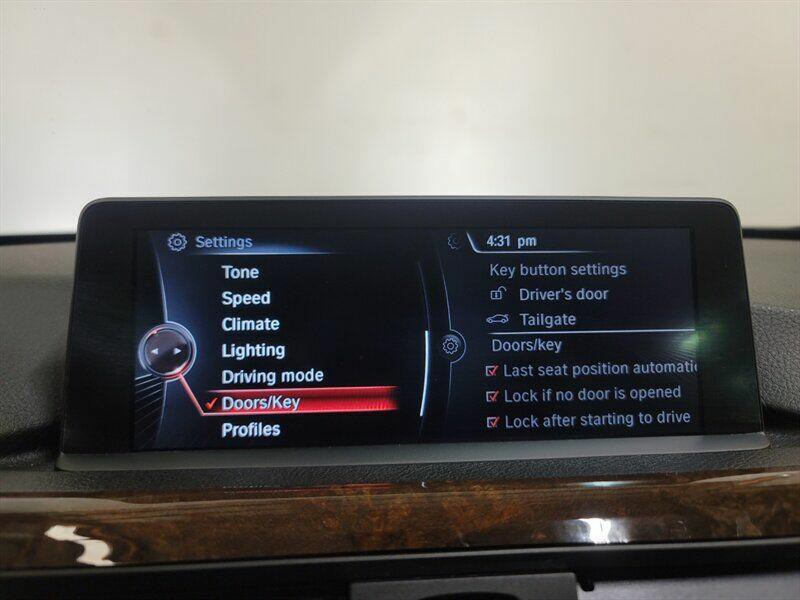 Settings
Tone
Speed
Climate
Lighting
Driving mode
Doors/Key
Profiles
4:31 pm
Key button settings
Driver's door
Tailgate
Doors/key
Last seat position automatic
Lock if no door is opened
Lock after starting to drive